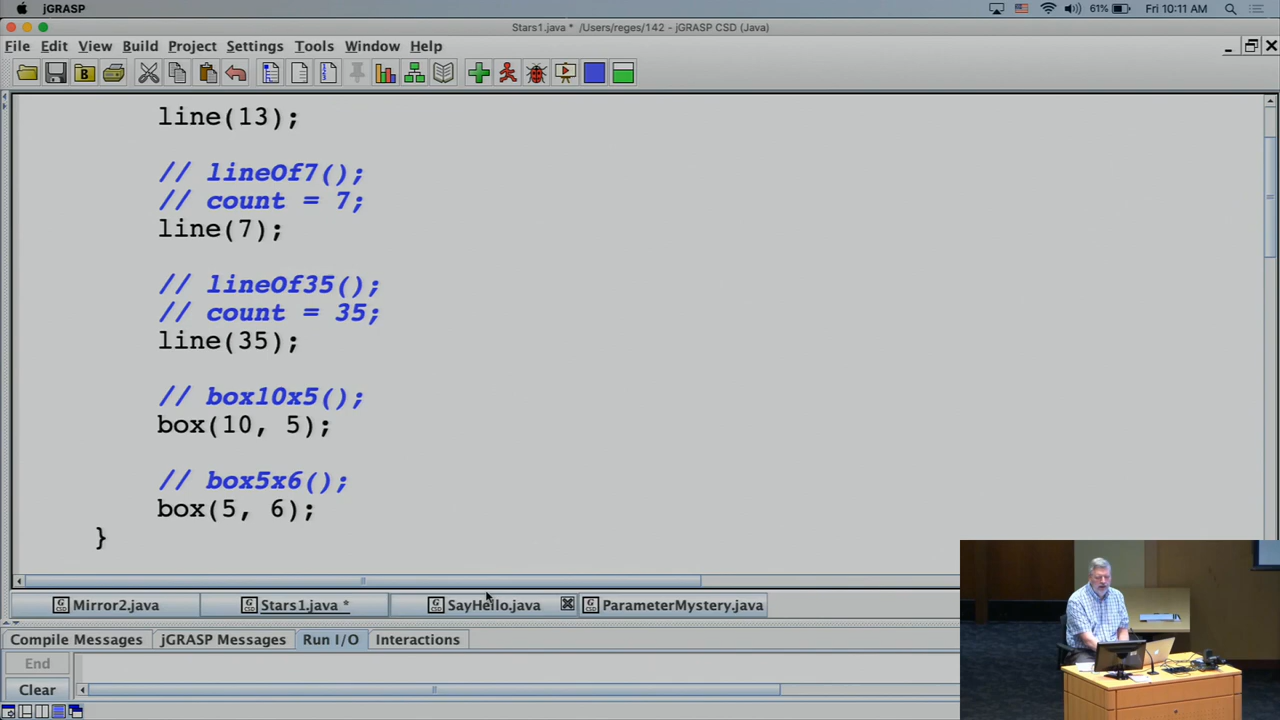 jGRASP 61% Fri 10:11 AM
Stars1.java * /Users/reges/142 - jGRASP CSD (Java)
File Edit View Build Project Settings Tools Window Help
line(13);
// lineOf7();
// count = 7;
line(7);
// lineOf35();
// count = 35;
line(35);
// box10x5();
box(10, 5);
// box5x6();
box(5, 6);
}
Mirror2.java Stars1.java * SayHello.java ParameterMystery.java
Compile Messages jGRASP Messages Run I/O Interactions
End
Clear